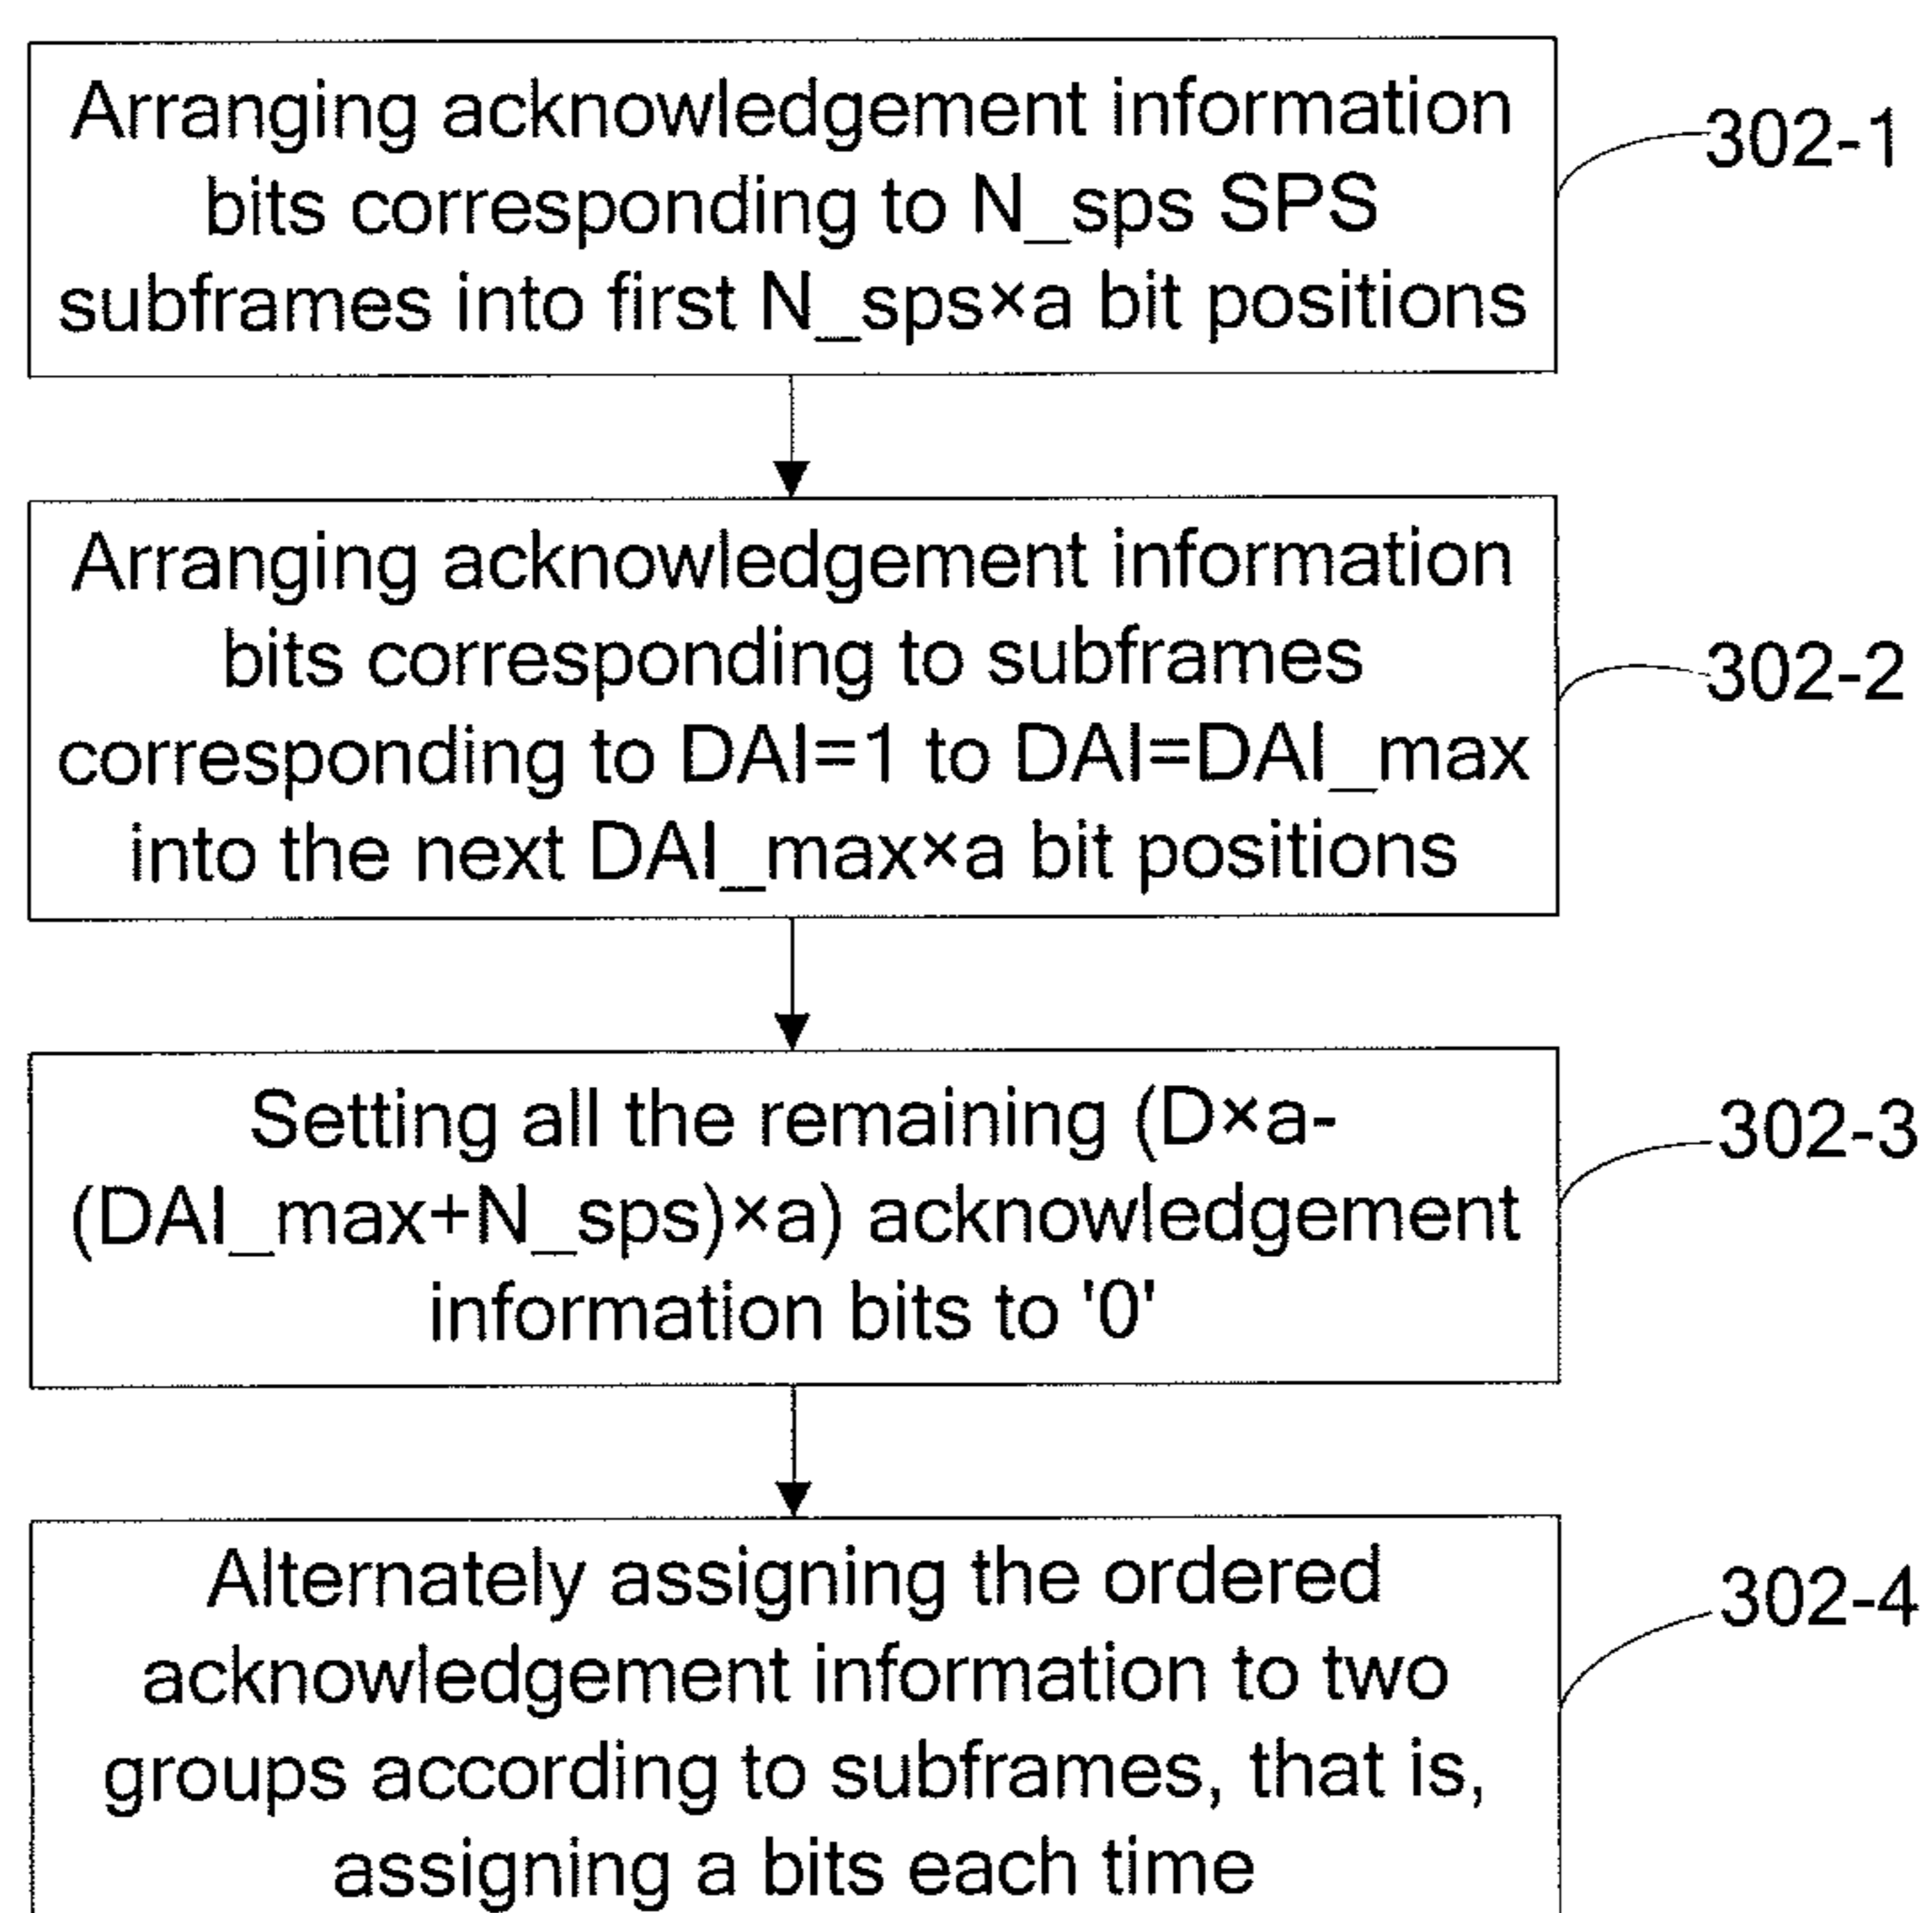 Arranging acknowledgement information
bits corresponding to N_sps SPS
subframes into first N_sps×a bit positions
302-1
Arranging acknowledgement information
bits corresponding to subframes
corresponding to DAI=1 to DAI=DAI_max
into the next DAI_max×a bit positions
302-2
Setting all the remaining (D×a-
(DAI_max+N_sps)×a) acknowledgement
information bits to '0'
302-3
Alternately assigning the ordered
acknowledgement information to two
groups according to subframes, that is,
assigning a bits each time
302-4